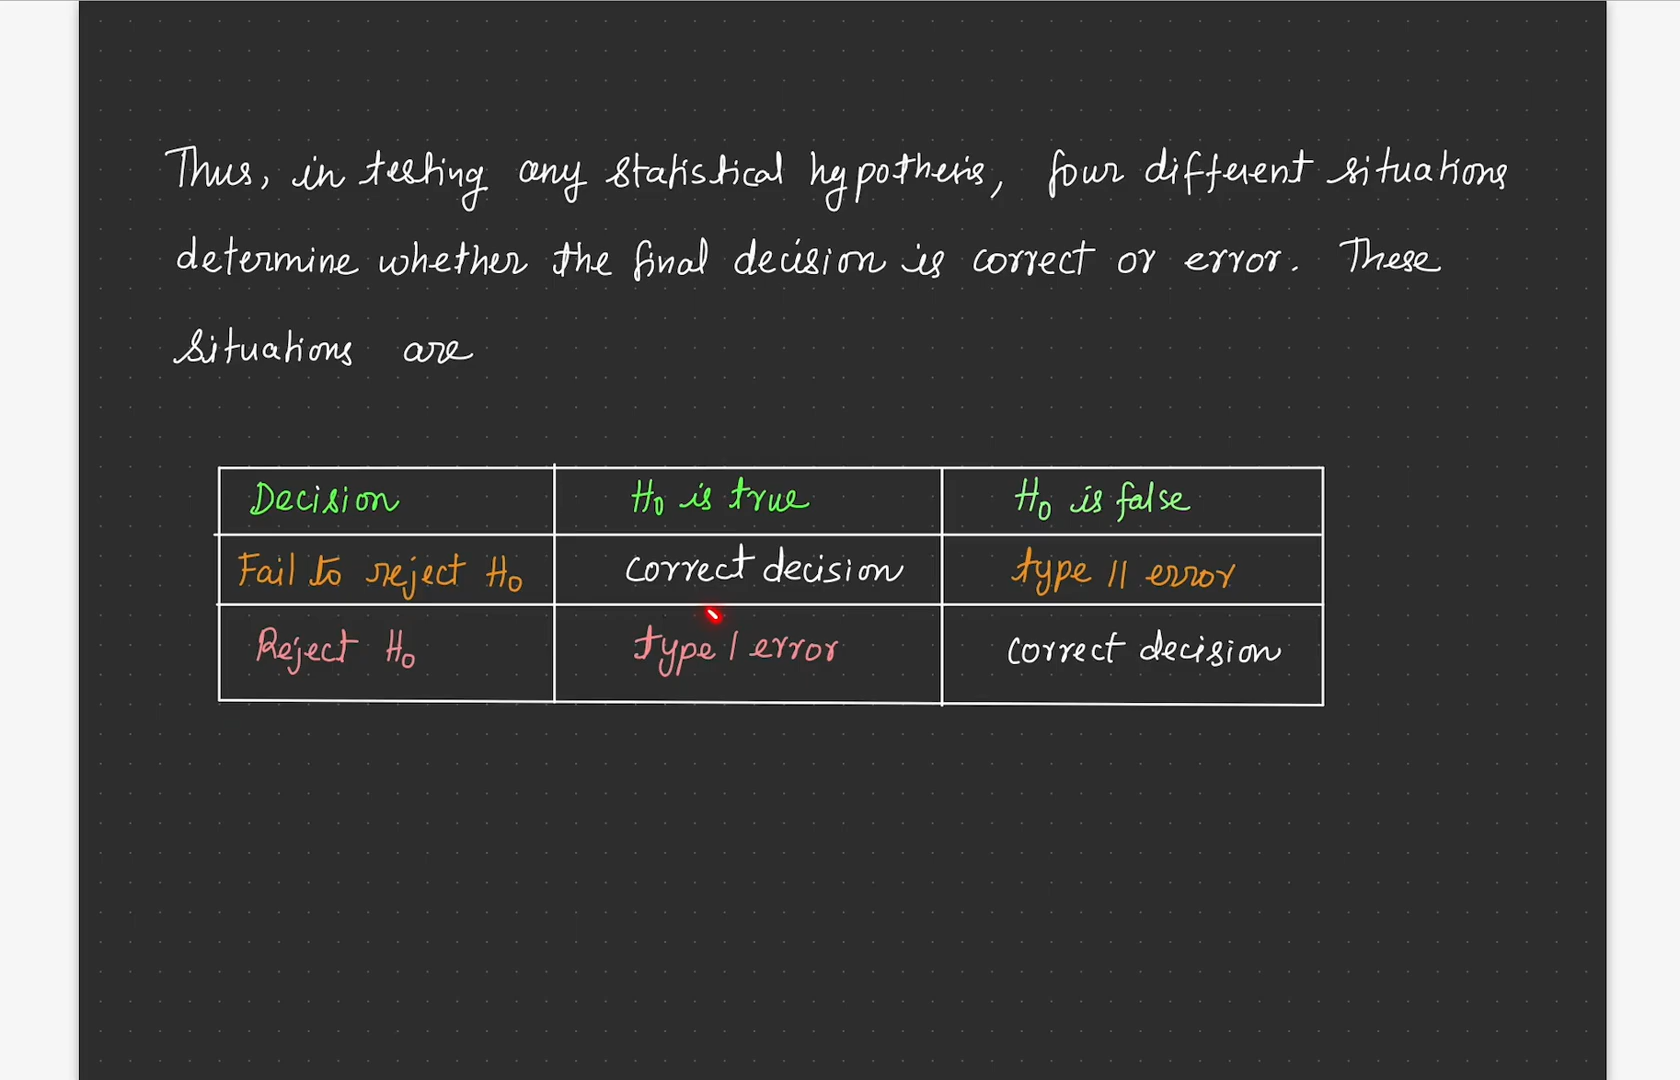 Thus, in testing any statistical hypothesis, four different situations
determine whether the final decision is correct or error. These
situations are
Decision H₀ is true H₀ is false
Fail to reject H₀ correct decision type II error
Reject H₀ type I error correct decision